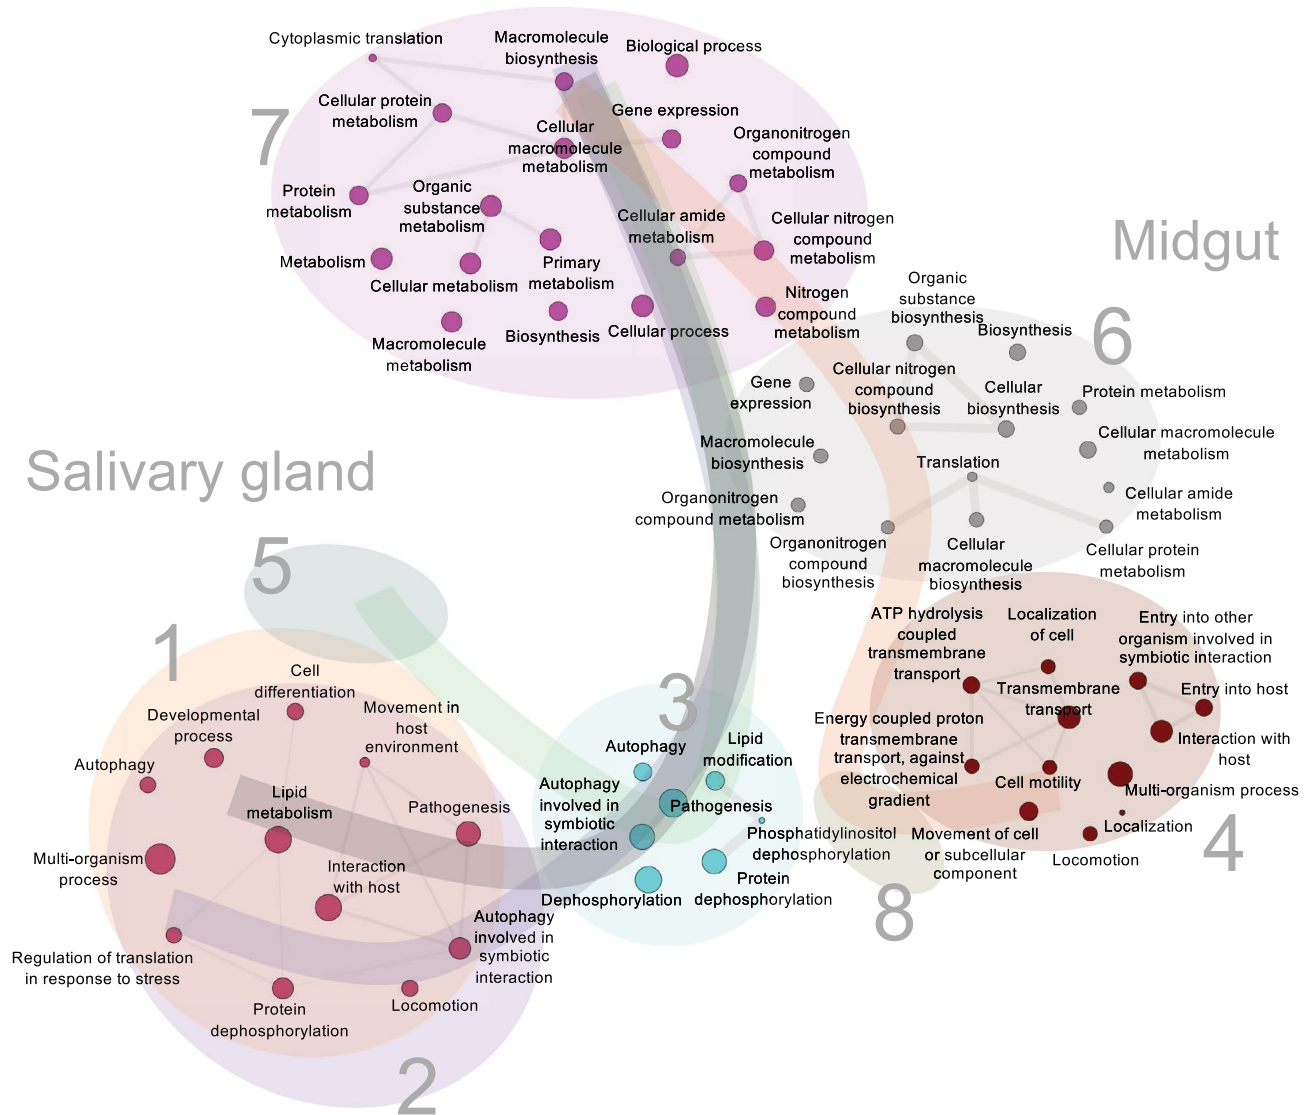 Cytoplasmic translation
Macromolecule
biosynthesis
Biological process
7
Cellular protein
metabolism
Gene expression
Cellular
macromolecule
metabolism
Organonitrogen
compound
metabolism
Protein
metabolism
Organic
substance
metabolism
Cellular amide
metabolism
Cellular nitrogen
compound
metabolism
Metabolism
Cellular metabolism
Primary
metabolism
Nitrogen
compound
metabolism
Macromolecule
metabolism
Biosynthesis
Cellular process
Midgut
6
Organic
substance
biosynthesis
Biosynthesis
Gene
expression
Cellular nitrogen
compound
biosynthesis
Cellular
biosynthesis
Protein metabolism
Macromolecule
biosynthesis
Translation
Cellular macromolecule
metabolism
Organonitrogen
compound metabolism
Cellular amide
metabolism
Organonitrogen
compound
biosynthesis
Cellular
macromolecule
biosynthesis
Cellular protein
metabolism
Salivary gland
5
1
Cell
differentiation
Developmental
process
Movement in
host
environment
Autophagy
Lipid
metabolism
Pathogenesis
Multi-organism
process
Interaction
with host
Autophagy
involved in
symbiotic
interaction
Regulation of translation
in response to stress
Protein
dephosphorylation
Locomotion
2
3
Autophagy
Lipid
modification
Autophagy
involved in
symbiotic
interaction
Pathogenesis
Phosphatidylinositol
dephosphorylation
Dephosphorylation
Protein
dephosphorylation
ATP hydrolysis
coupled
transmembrane
transport
Localization
of cell
Entry into other
organism involved in
symbiotic interaction
Transmembrane
transport
Entry into host
Energy coupled proton
transmembrane
transport, against
electrochemical
gradient
Interaction with
host
Cell motility
Multi-organism process
Movement of cell
or subcellular
component
Localization
Locomotion
4
8